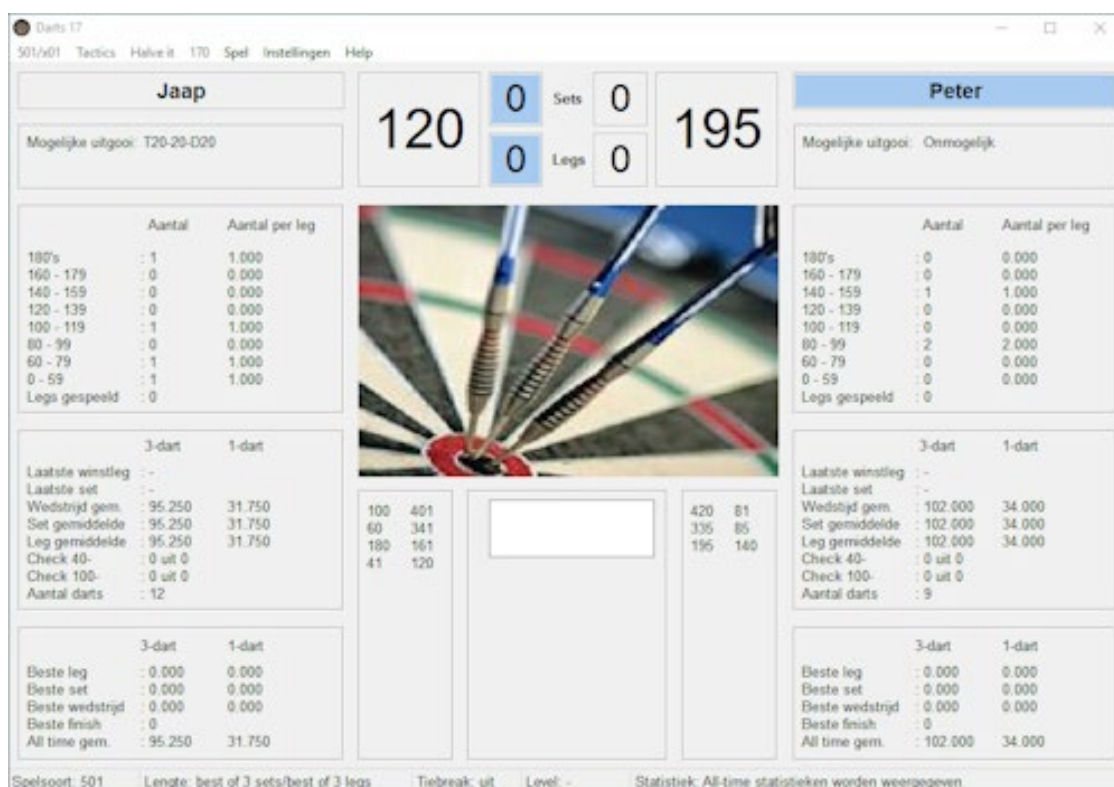 Darts 17
501/x01 Tactics Halve it 170 Spel Instellingen Help
Jaap
120
0 Sets 0
0 Legs 0
195
Peter
Mogelijke uitgooi: T20-20-D20
Mogelijke uitgooi: Onmogelijk
Aantal Aantal per leg
180's : 1 1.000
160 - 179 : 0 0.000
140 - 159 : 0 0.000
120 - 139 : 0 0.000
100 - 119 : 1 1.000
80 - 99 : 0 0.000
60 - 79 : 1 1.000
0 - 59 : 1 1.000
Legs gespeeld : 0
Aantal Aantal per leg
180's : 0 0.000
160 - 179 : 0 0.000
140 - 159 : 1 1.000
120 - 139 : 0 0.000
100 - 119 : 0 0.000
80 - 99 : 2 2.000
60 - 79 : 0 0.000
0 - 59 : 0 0.000
Legs gespeeld : 0
3-dart 1-dart
Laatste winstleg : -
Laatste set : -
Wedstrijd gem. : 95.250 31.750
Set gemiddelde : 95.250 31.750
Leg gemiddelde : 95.250 31.750
Check 40- : 0 uit 0
Check 100- : 0 uit 0
Aantal darts : 12
100 401
60 341
180 161
41 120
420 81
335 85
195 140
3-dart 1-dart
Laatste winstleg : -
Laatste set : -
Wedstijd gem. : 102.000 34.000
Set gemiddelde : 102.000 34.000
Leg gemiddelde : 102.000 34.000
Check 40- : 0 uit 0
Check 100- : 0 uit 0
Aantal darts : 9
3-dart 1-dart
Beste leg : 0.000 0.000
Beste set : 0.000 0.000
Beste wedstrijd : 0.000 0.000
Beste finish : 0
All time gem. : 95.250 31.750
3-dart 1-dart
Beste leg : 0.000 0.000
Beste set : 0.000 0.000
Beste wedstrijd : 0.000 0.000
Beste finish : 0
All time gem. : 102.000 34.000
Spelsoort: 501 Lengte: best of 3 sets/best of 3 legs Tiebreak: uit Level: - Statistiek: All-time statistieken worden weergegeven